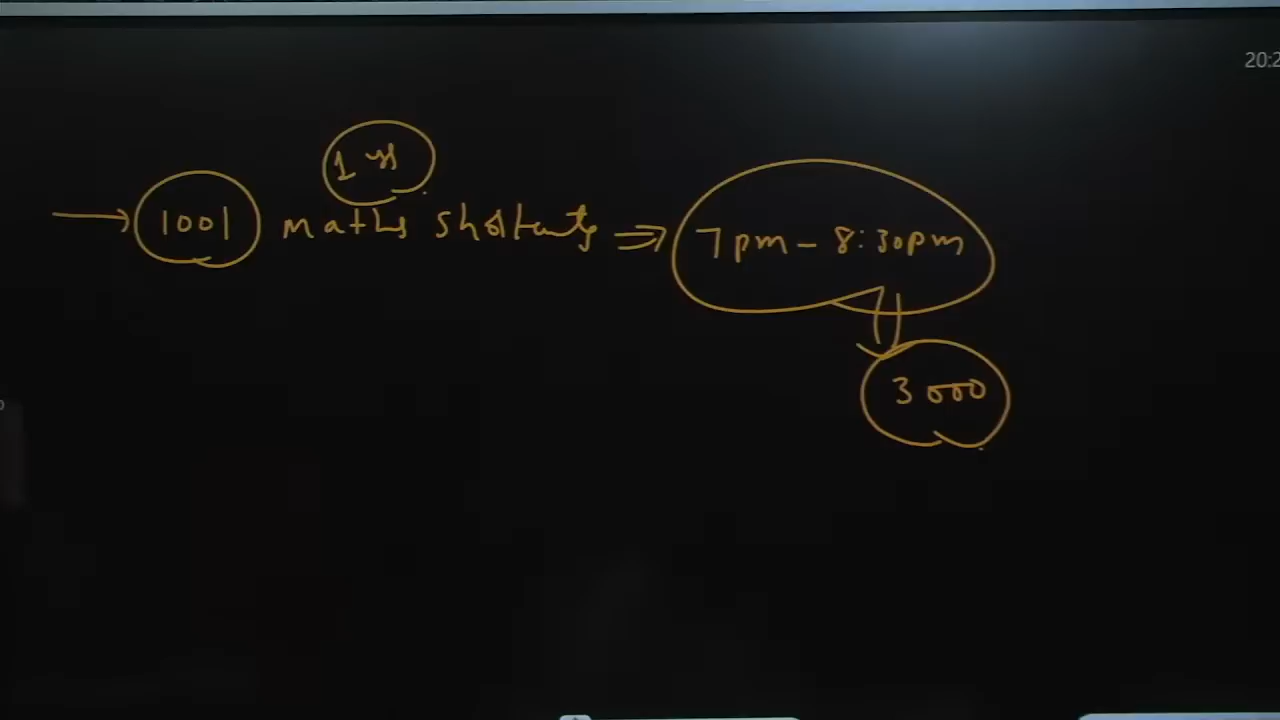 20:2
1 yr
→ 1001 maths shortcuts ⇒ 7pm - 8:30pm
3000